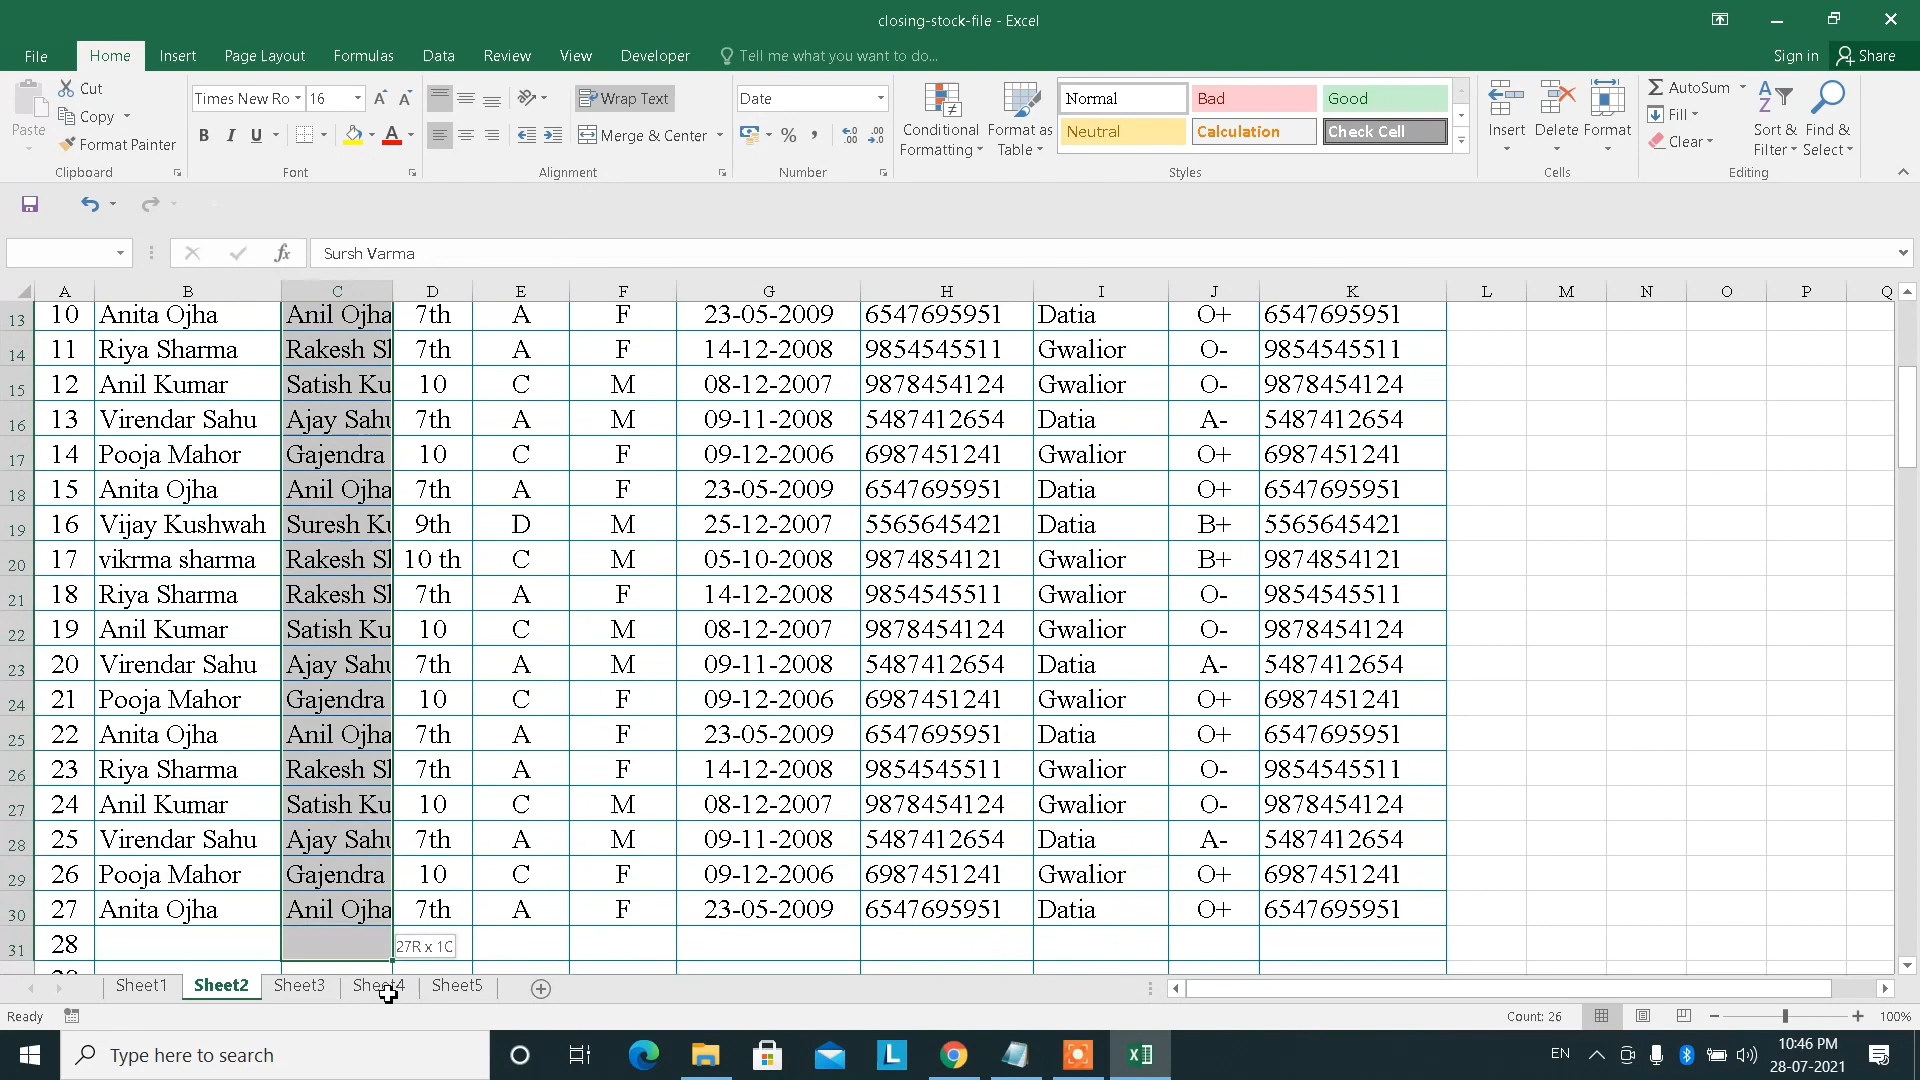 closing-stock-file - Excel
File Home Insert Page Layout Formulas Data Review View Developer Tell me what you want to do... Sign in Share
Paste Cut Copy Format Painter Clipboard
Times New Ro 16 B I U A A Font
Wrap Text Merge & Center Alignment
Date % , Number
Conditional Formatting Format as Table
Normal Bad Good
Neutral Calculation Check Cell
Styles
Insert Delete Format Cells
AutoSum Fill Clear Sort & Filter Find & Select Editing
fx Sursh Varma
A B C D E F G H I J K L M N O P Q
13 10 Anita Ojha Anil Ojha 7th A F 23-05-2009 6547695951 Datia O+ 6547695951
14 11 Riya Sharma Rakesh Sl 7th A F 14-12-2008 9854545511 Gwalior O- 9854545511
15 12 Anil Kumar Satish Ku 10 C M 08-12-2007 9878454124 Gwalior O- 9878454124
16 13 Virendar Sahu Ajay Sahu 7th A M 09-11-2008 5487412654 Datia A- 5487412654
17 14 Pooja Mahor Gajendra 10 C F 09-12-2006 6987451241 Gwalior O+ 6987451241
18 15 Anita Ojha Anil Ojha 7th A F 23-05-2009 6547695951 Datia O+ 6547695951
19 16 Vijay Kushwah Suresh Ku 9th D M 25-12-2007 5565645421 Datia B+ 5565645421
20 17 vikrma sharma Rakesh Sl 10 th C M 05-10-2008 9874854121 Gwalior B+ 9874854121
21 18 Riya Sharma Rakesh Sl 7th A F 14-12-2008 9854545511 Gwalior O- 9854545511
22 19 Anil Kumar Satish Ku 10 C M 08-12-2007 9878454124 Gwalior O- 9878454124
23 20 Virendar Sahu Ajay Sahu 7th A M 09-11-2008 5487412654 Datia A- 5487412654
24 21 Pooja Mahor Gajendra 10 C F 09-12-2006 6987451241 Gwalior O+ 6987451241
25 22 Anita Ojha Anil Ojha 7th A F 23-05-2009 6547695951 Datia O+ 6547695951
26 23 Riya Sharma Rakesh Sl 7th A F 14-12-2008 9854545511 Gwalior O- 9854545511
27 24 Anil Kumar Satish Ku 10 C M 08-12-2007 9878454124 Gwalior O- 9878454124
28 25 Virendar Sahu Ajay Sahu 7th A M 09-11-2008 5487412654 Datia A- 5487412654
29 26 Pooja Mahor Gajendra 10 C F 09-12-2006 6987451241 Gwalior O+ 6987451241
30 27 Anita Ojha Anil Ojha 7th A F 23-05-2009 6547695951 Datia O+ 6547695951
31 28 27R x 1C
Sheet1 Sheet2 Sheet3 Sheet4 Sheet5
Ready Count: 26 100%
Type here to search L EN 10:46 PM
28-07-2021